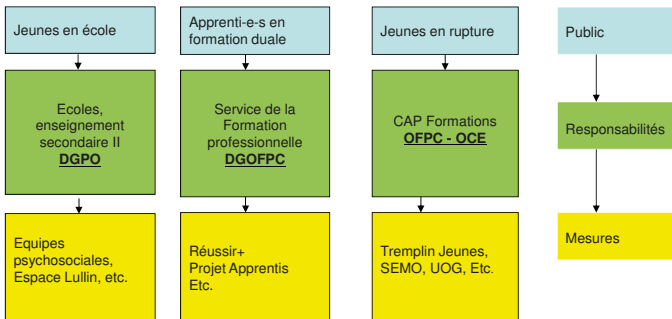 Jeunes en école
Apprenti-e-s en
formation duale
Jeunes en rupture
Public
Ecoles,
enseignement
secondaire II
DGPO
Service de la
Formation
professionnelle
DGOFPC
CAP Formations
OFPC - OCE
Responsabilités
Equipes
psychosociales,
Espace Lullin, etc.
Réussir+
Projet Apprentis
Etc.
Tremplin Jeunes,
SEMO, UOG, Etc.
Mesures